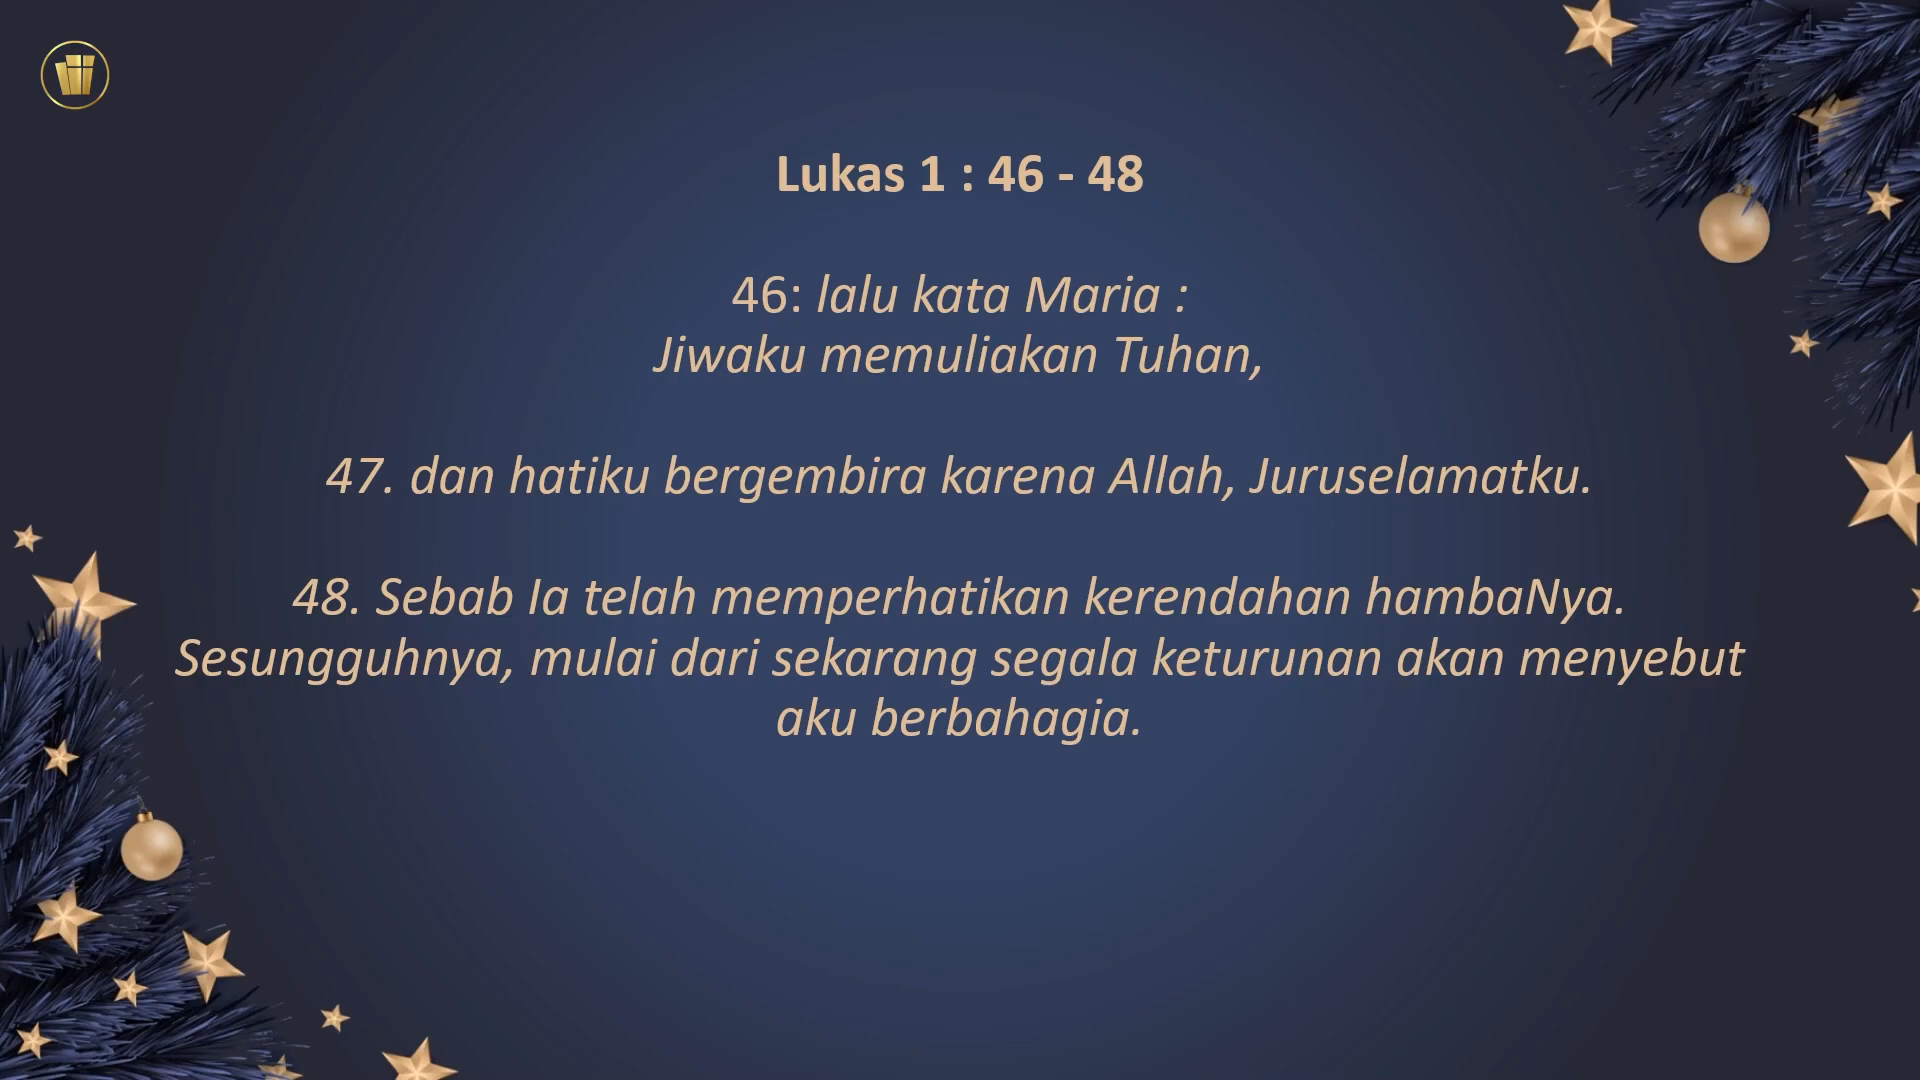 Lukas 1 : 46 - 48
46: lalu kata Maria :
Jiwaku memuliakan Tuhan,
47. dan hatiku bergembira karena Allah, Juruselamatku.
48. Sebab Ia telah memperhatikan kerendahan hambaNya.
Sesungguhnya, mulai dari sekarang segala keturunan akan menyebut
aku berbahagia.